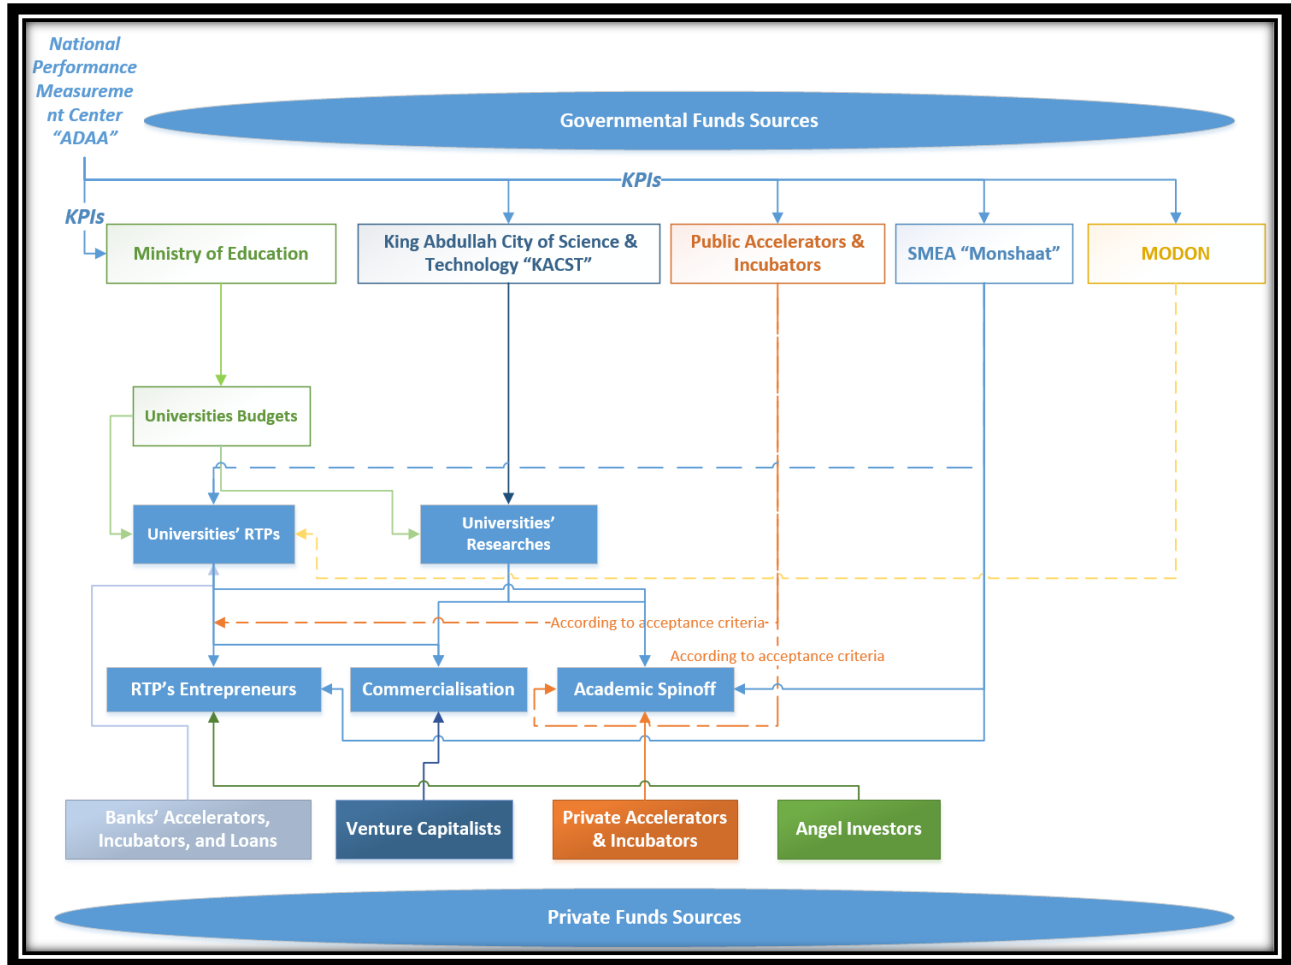 National
Performance
Measureme
nt Center
“ADAA”
Governmental Funds Sources
KPIs
KPIs
Ministry of Education
King Abdullah City of Science &
Technology “KACST”
Public Accelerators &
Incubators
SMEA “Monshaat”
MODON
Universities Budgets
Universities’ RTPs
Universities’
Researches
According to acceptance criteria
According to acceptance criteria
RTP’s Entrepreneurs
Commercialisation
Academic Spinoff
Banks’ Accelerators,
Incubators, and Loans
Venture Capitalists
Private Accelerators
& Incubators
Angel Investors
Private Funds Sources